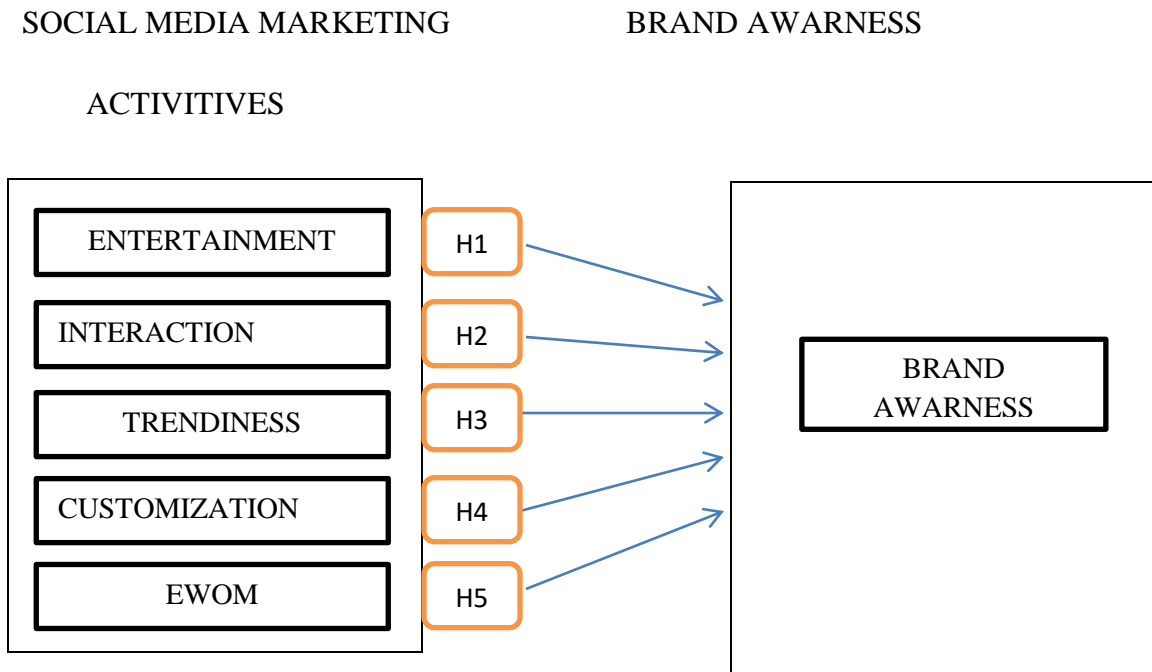 SOCIAL MEDIA MARKETING
ACTIVITIVES
BRAND AWARNESS
ENTERTAINMENT
H1
INTERACTION
H2
TRENDINESS
H3
CUSTOMIZATION
H4
EWOM
H5
BRAND
AWARNESS